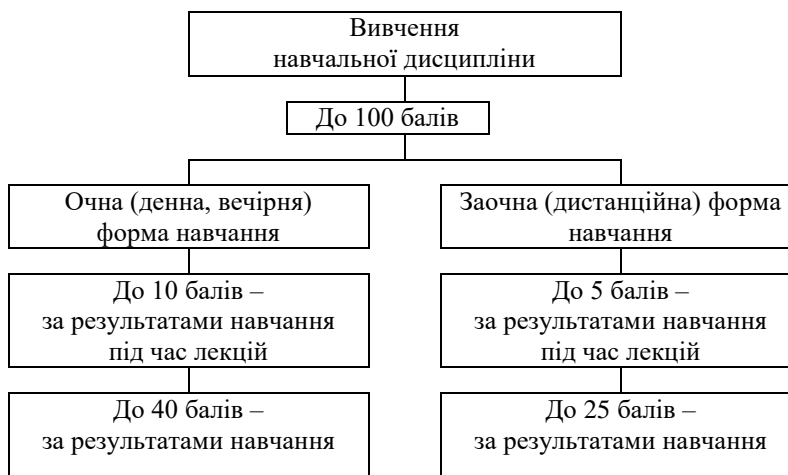 Вивчення
навчальної дисципліни
До 100 балів
Очна (денна, вечірня)
форма навчання
Заочна (дистанційна) форма
навчання
До 10 балів –
за результатами навчання
під час лекцій
До 5 балів –
за результатами навчання
під час лекцій
До 40 балів –
за результатами навчання
До 25 балів –
за результатами навчання